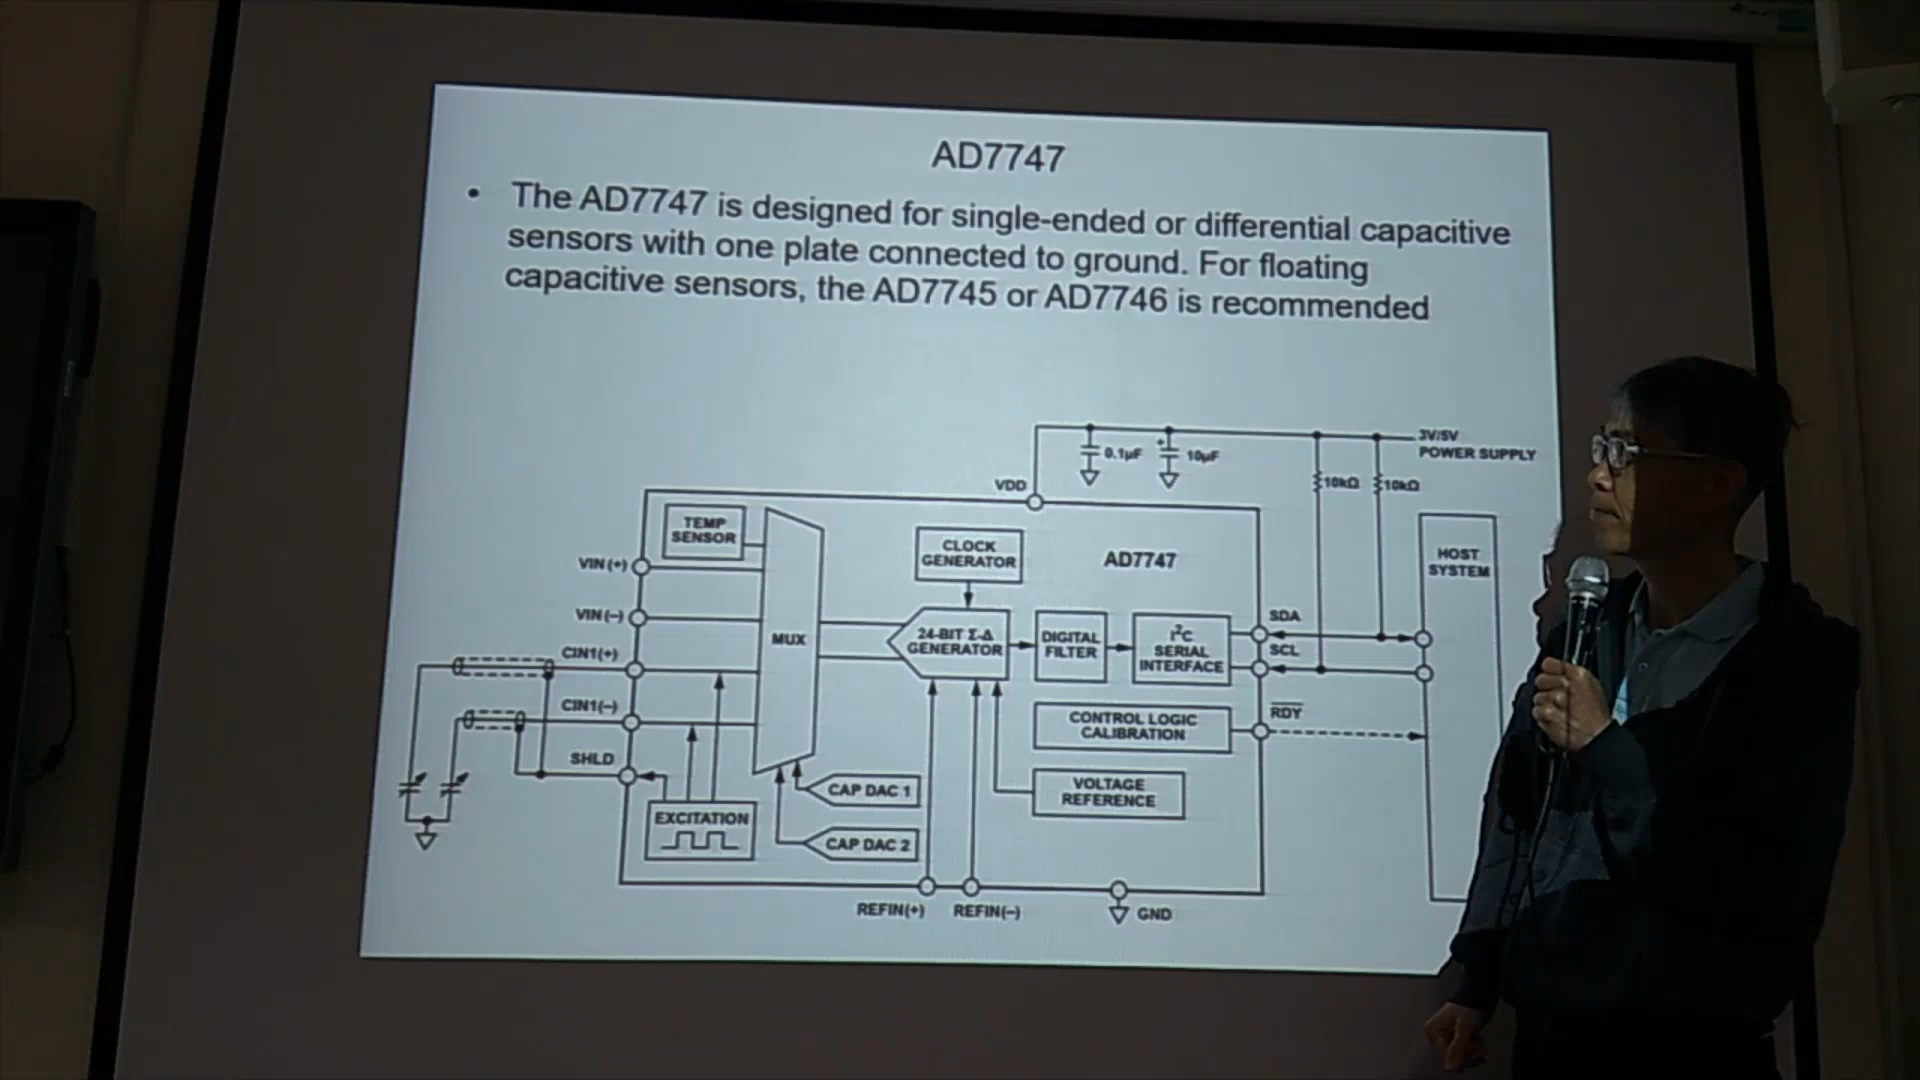 AD7747
• The AD7747 is designed for single-ended or differential capacitive
sensors with one plate connected to ground. For floating
capacitive sensors, the AD7745 or AD7746 is recommended
3V/5V
POWER SUPPLY
0.1µF
10µF
10kΩ
10kΩ
VDD
TEMP
SENSOR
CLOCK
GENERATOR
AD7747
HOST
SYSTEM
VIN(+)
VIN(–)
CIN1(+)
CIN1(–)
SHLD
MUX
24-BIT Σ-Δ
GENERATOR
DIGITAL
FILTER
I²C
SERIAL
INTERFACE
SDA
SCL
RDY
CONTROL LOGIC
CALIBRATION
VOLTAGE
REFERENCE
EXCITATION
CAP DAC 1
CAP DAC 2
REFIN(+)
REFIN(–)
GND